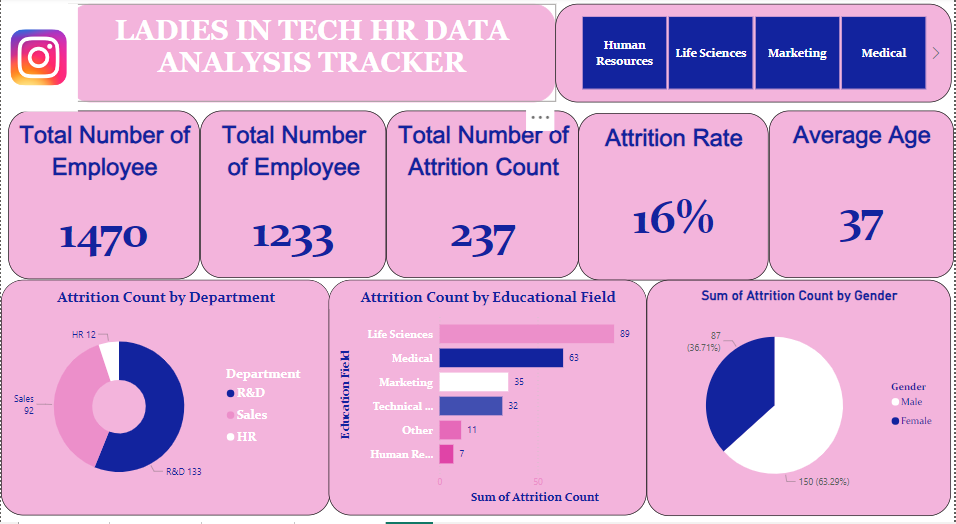 LADIES IN TECH HR DATA
ANALYSIS TRACKER
Human
Resources
Life Sciences
Marketing
Medical
Total Number of
Employee
1470
Total Number
of Employee
1233
Total Number of
Attrition Count
237
Attrition Rate
16%
Average Age
37
Attrition Count by Department
HR 12
Sales
92
R&D 133
Department
R&D
Sales
HR
Attrition Count by Educational Field
Education Field
Life Sciences 89
Medical 63
Marketing 35
Technical ... 32
Other 11
Human Re... 7
0 50
Sum of Attrition Count
Sum of Attrition Count by Gender
87
(36.71%)
150 (63.29%)
Gender
Male
Female